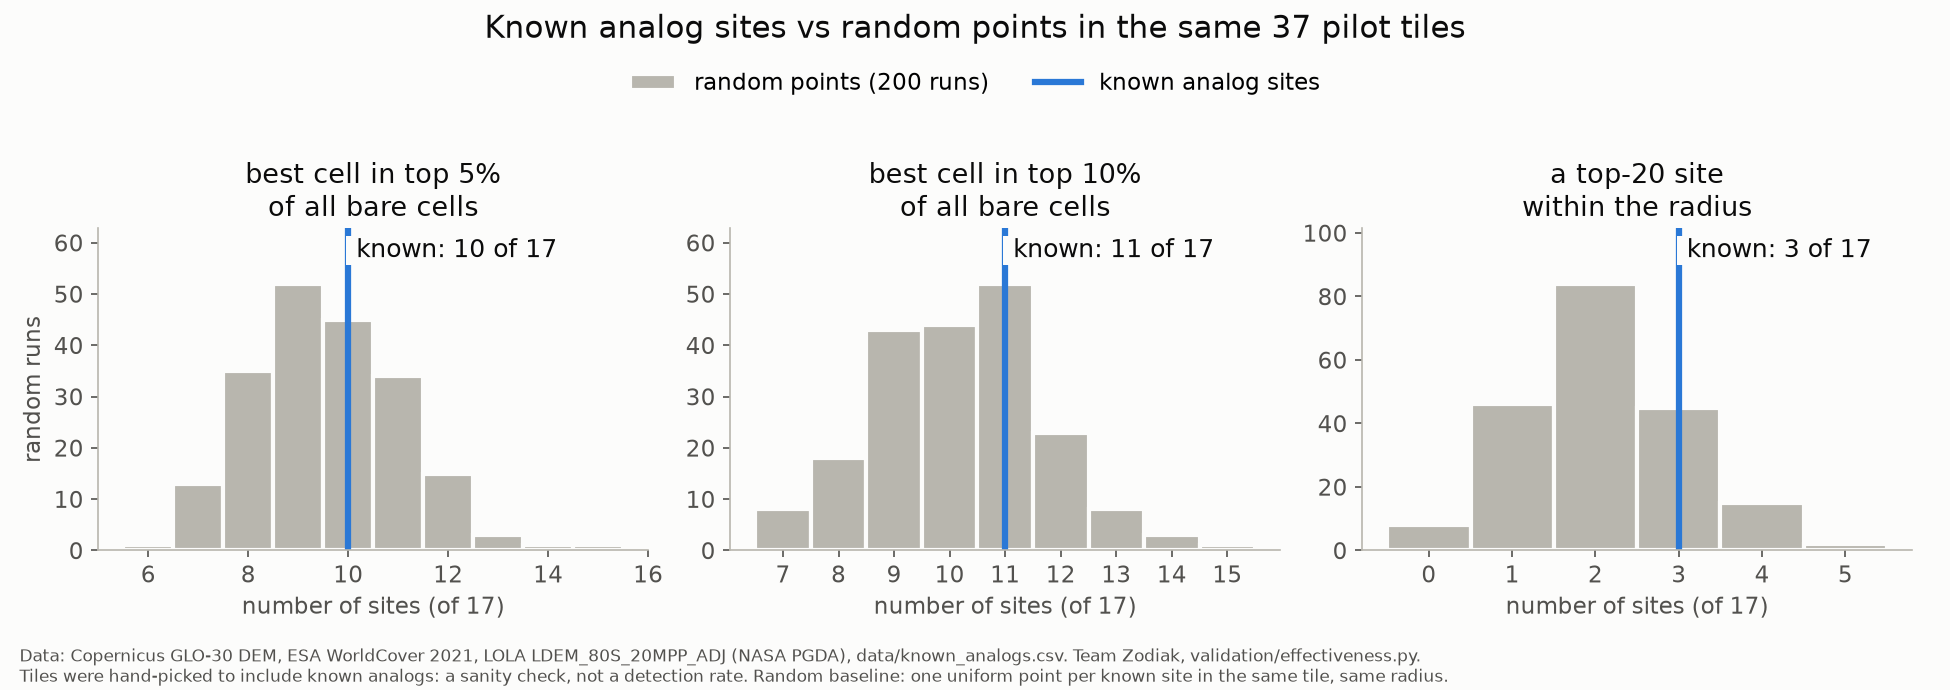 Known analog sites vs random points in the same 37 pilot tiles
random points (200 runs)
known analog sites
best cell in top 5%
of all bare cells
known: 10 of 17
60
50
40
30
20
10
0
random runs
6 8 10 12 14 16
number of sites (of 17)
best cell in top 10%
of all bare cells
known: 11 of 17
60
50
40
30
20
10
0
7 8 9 10 11 12 13 14 15
number of sites (of 17)
a top-20 site
within the radius
known: 3 of 17
100
80
60
40
20
0
0 1 2 3 4 5
number of sites (of 17)
Data: Copernicus GLO-30 DEM, ESA WorldCover 2021, LOLA LDEM_80S_20MPP_ADJ (NASA PGDA), data/known_analogs.csv. Team Zodiak, validation/effectiveness.py.
Tiles were hand-picked to include known analogs: a sanity check, not a detection rate. Random baseline: one uniform point per known site in the same tile, same radius.